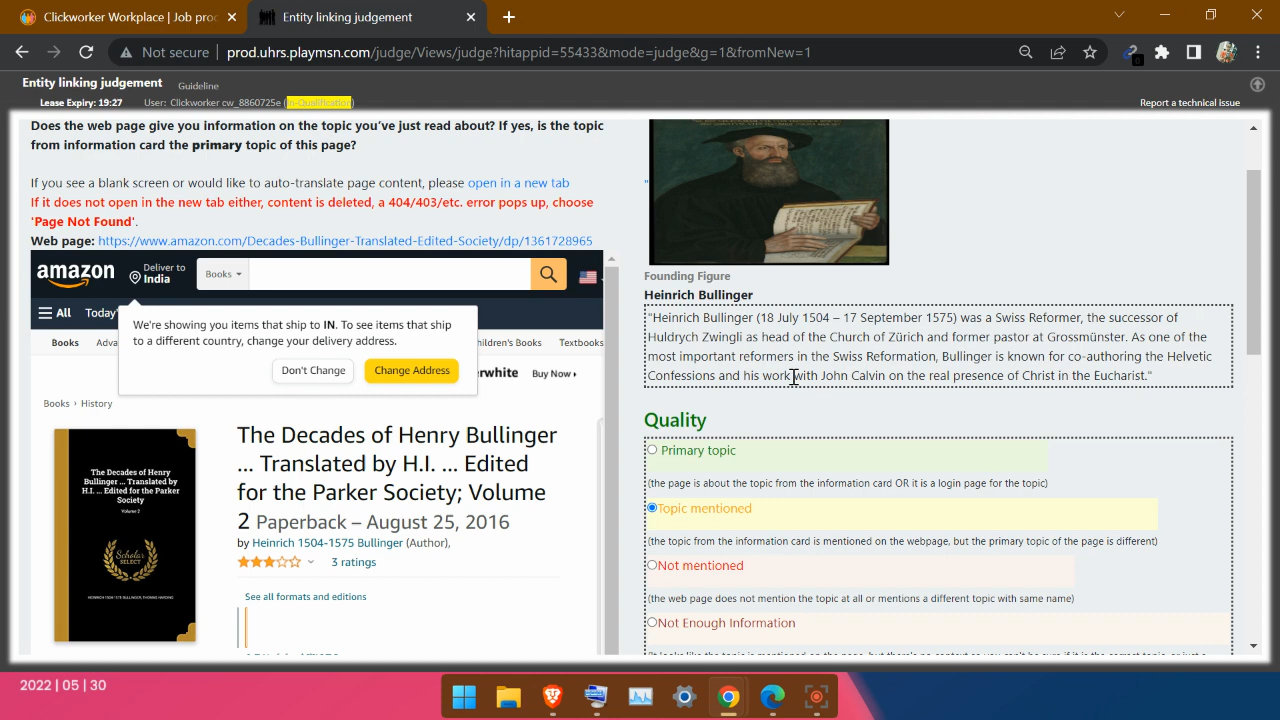 Clickworker Workplace | Job pro
Entity linking judgement
Not secure
prod.uhrs.playmsn.com/judge/Views/judge?hitappid=55433&mode=judge&g=1&fromNew=1
Entity linking judgement
Guideline
Lease Expiry: 19:27
User: Clickworker cw_8860725e (In-Qualification)
Report a technical issue
Does the web page give you information on the topic you've just read about? If yes, is the topic
from information card the primary topic of this page?
If you see a blank screen or would like to auto-translate page content, please open in a new tab
If it does not open in the new tab either, content is deleted, a 404/403/etc. error pops up, choose
'Page Not Found'.
Web page: https://www.amazon.com/Decades-Bullinger-Translated-Edited-Society/dp/1361728965
amazon
Deliver to
India
Books
All
Today'
We're showing you items that ship to IN. To see items that ship
to a different country, change your delivery address.
Don't Change
Change Address
Books
Adva
hildren's Books
Textbooks
erwhite
Buy Now
Books › History
The Decades of Henry
Bullinger ... Translated by
H.I. ... Edited for the Parker
Society
Volume 2
Scholar
SELECT
HEINRICH 1504-1575 BULLINGER, THOMAS HARDING
The Decades of Henry Bullinger
... Translated by H.I. ... Edited
for the Parker Society; Volume
2 Paperback – August 25, 2016
by Heinrich 1504-1575 Bullinger (Author),
3 ratings
See all formats and editions
"
Founding Figure
Heinrich Bullinger
"Heinrich Bullinger (18 July 1504 – 17 September 1575) was a Swiss Reformer, the successor of
Huldrych Zwingli as head of the Church of Zürich and former pastor at Grossmünster. As one of the
most important reformers in the Swiss Reformation, Bullinger is known for co-authoring the Helvetic
Confessions and his work with John Calvin on the real presence of Christ in the Eucharist."
Quality
Primary topic
(the page is about the topic from the information card OR it is a login page for the topic)
Topic mentioned
(the topic from the information card is mentioned on the webpage, but the primary topic of the page is different)
Not mentioned
(the web page does not mention the topic at all or mentions a different topic with same name)
Not Enough Information
2022 | 05 | 30